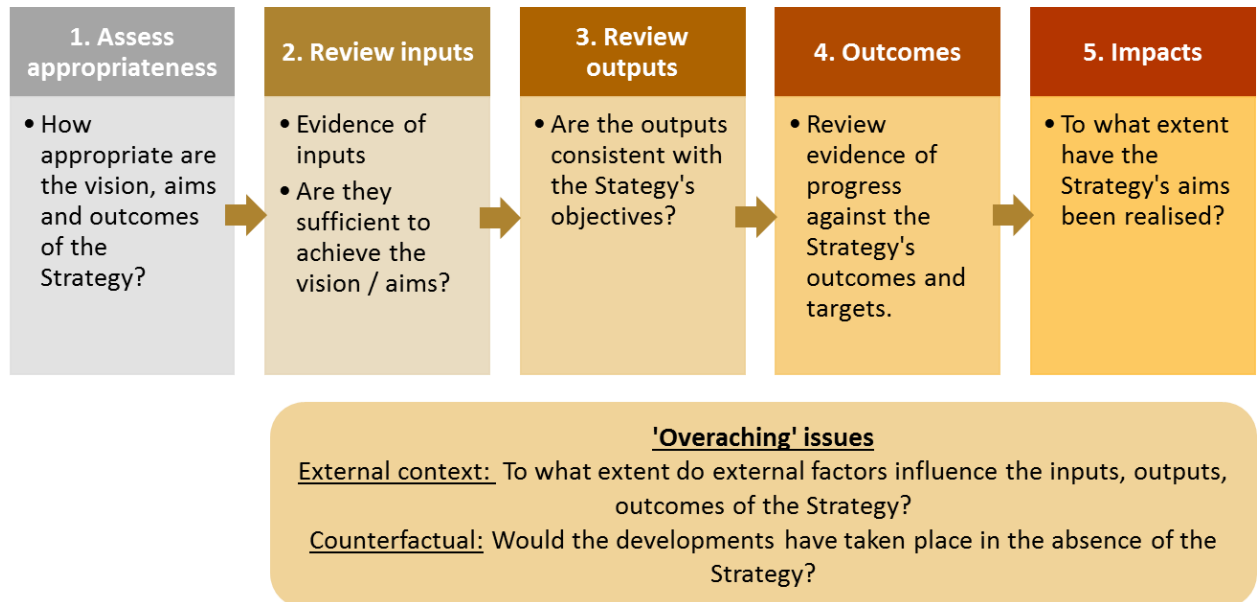 1. Assess
appropriateness
• How
appropriate are
the vision, aims
and outcomes
of the
Strategy?
2. Review inputs
• Evidence of
inputs
• Are they
sufficient to
achieve the
vision / aims?
3. Review
outputs
• Are the outputs
consistent with
the Stategy's
objectives?
4. Outcomes
• Review
evidence of
progress
against the
Strategy's
outcomes and
targets.
5. Impacts
• To what extent
have the
Strategy's aims
been realised?
'Overaching' issues
External context: To what extent do external factors influence the inputs, outputs,
outcomes of the Strategy?
Counterfactual: Would the developments have taken place in the absence of the
Strategy?